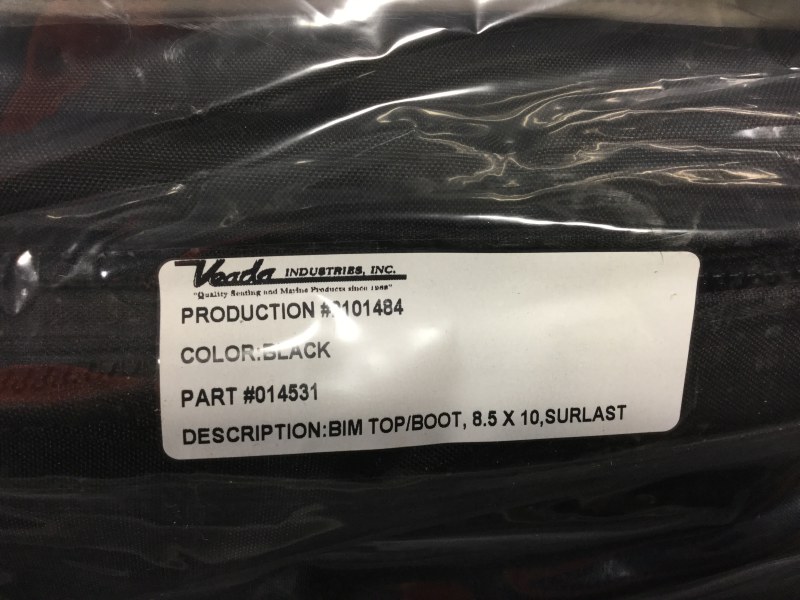 Veada INDUSTRIES, INC.
"Quality Seating and Marine Products since 1968"
PRODUCTION
COLOR:BLACK
PART #014531
DESCRIPTION:BIM TOP/BOOT, 8.5 X 10,SURLAST